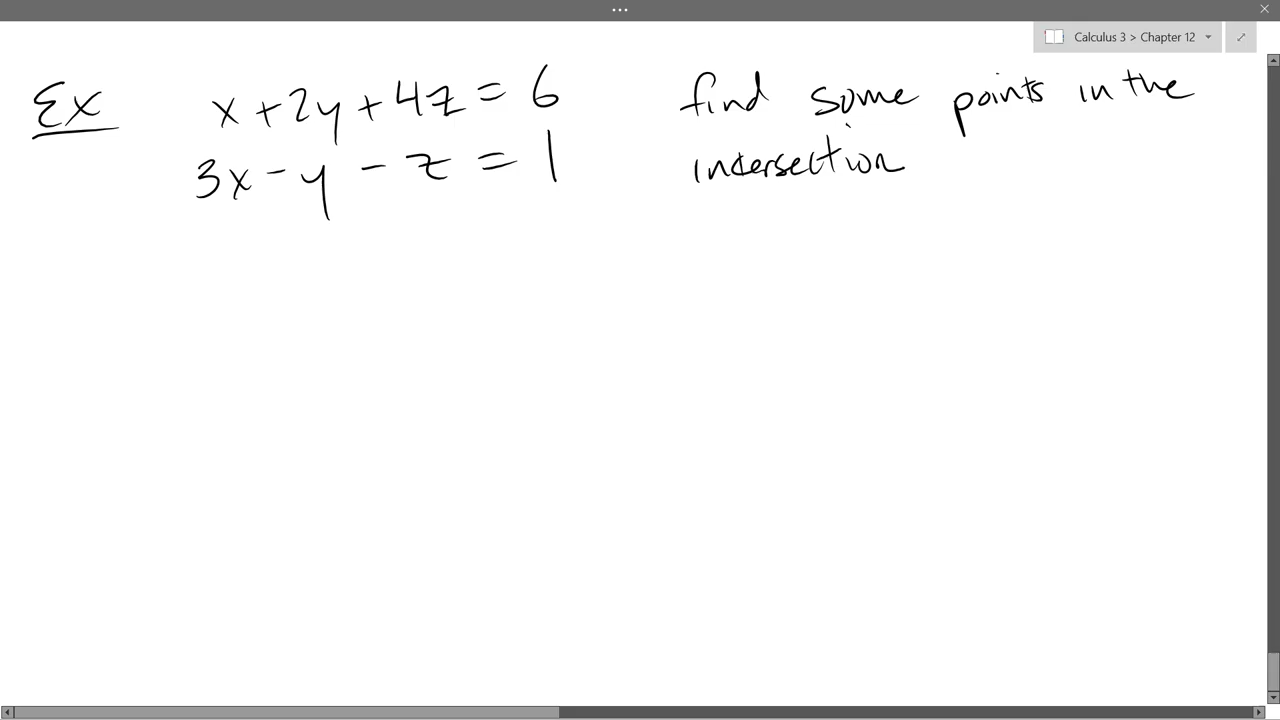 Calculus 3 > Chapter 12
Ex x + 2y + 4z = 6 find some points in the
3x - y - z = 1 intersection